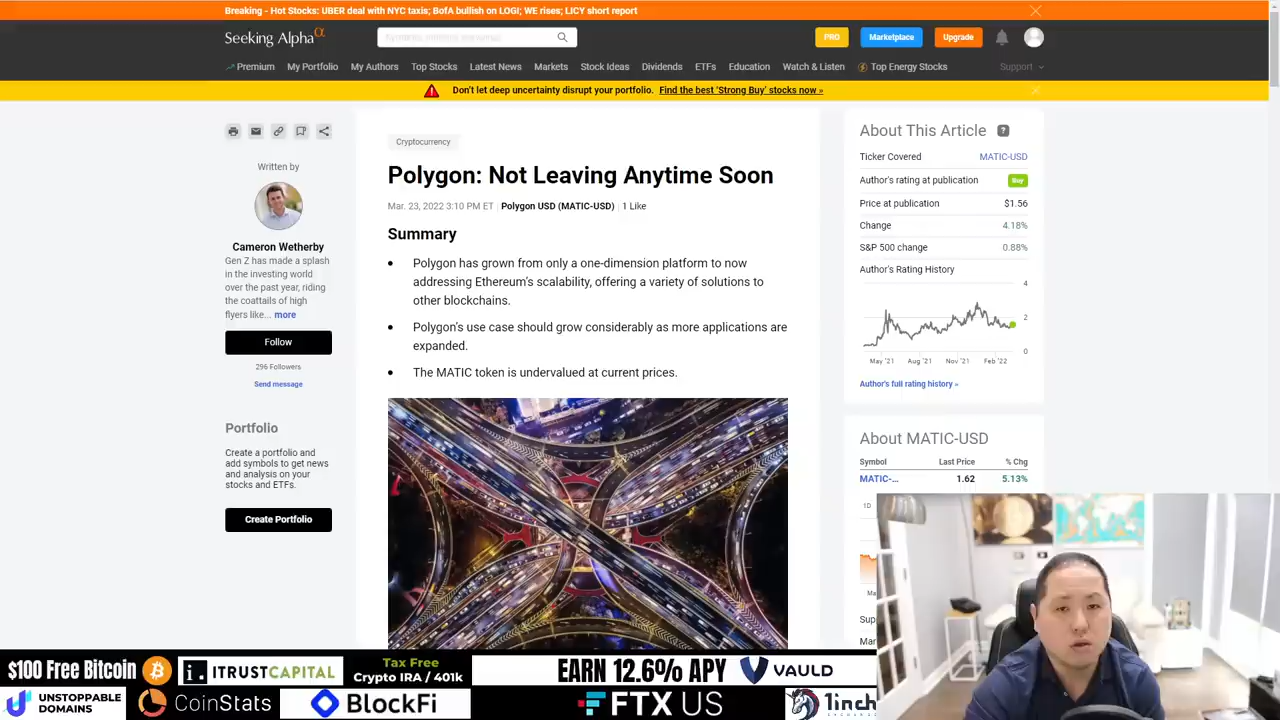 Breaking - Hot Stocks: UBER deal with NYC taxis; BofA bullish on LOGI; WE rises; LICY short report
Seeking Alphaα
PRO
Marketplace
Upgrade
Premium
My Portfolio
My Authors
Top Stocks
Latest News
Markets
Stock Ideas
Dividends
ETFs
Education
Watch & Listen
Top Energy Stocks
Support
Don't let deep uncertainty disrupt your portfolio. Find the best 'Strong Buy' stocks now »
Written by
Cameron Wetherby
Gen Z has made a splash
in the investing world
over the past year, riding
the coattails of high
flyers like... more
Follow
296 Followers
Send message
Portfolio
Create a portfolio and
add symbols to get news
and analysis on your
stocks and ETFs.
Create Portfolio
Cryptocurrency
Polygon: Not Leaving Anytime Soon
Mar. 23, 2022 3:10 PM ET | Polygon USD (MATIC-USD) | 1 Like
Summary
Polygon has grown from only a one-dimension platform to now
addressing Ethereum's scalability, offering a variety of solutions to
other blockchains.
Polygon's use case should grow considerably as more applications are
expanded.
The MATIC token is undervalued at current prices.
About This Article ?
Ticker Covered MATIC-USD
Author's rating at publication Buy
Price at publication $1.56
Change 4.18%
S&P 500 change 0.88%
Author's Rating History
4
2
0
May '21 Aug '21 Nov '21 Feb '22
Author's full rating history »
About MATIC-USD
Symbol Last Price % Chg
MATIC-... 1.62 5.13%
1D
Ma
Sup
Mar
$100 Free Bitcoin
i. ITRUSTCAPITAL
Tax Free
Crypto IRA / 401k
EARN 12.6% APY
VAULD
UNSTOPPABLE
DOMAINS
CoinStats
BlockFi
FTX US
1inch
EXCHANGE